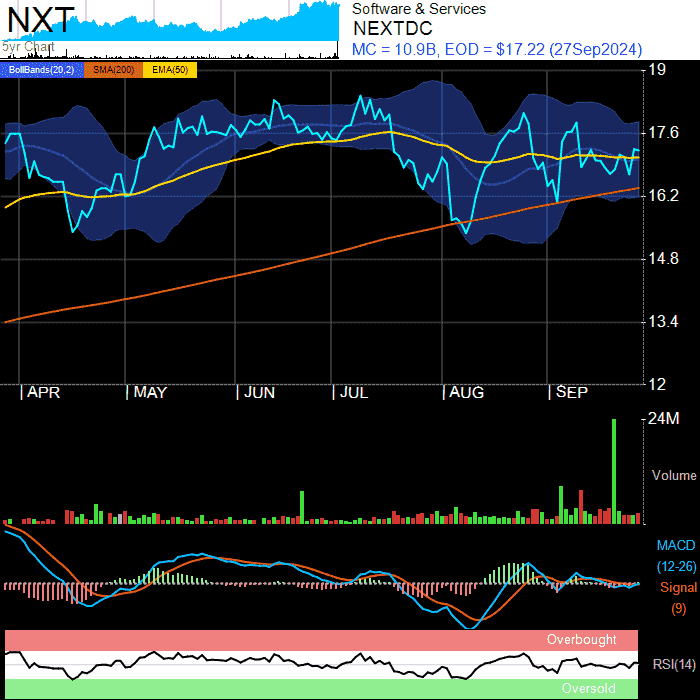 NXT
5yr Chart
Software & Services
NEXTDC
MC = 10.9B, EOD = $17.22 (27Sep2024)
BollBands(20,2) SMA(200) EMA(50)
19
17.6
16.2
14.8
13.4
12
APR MAY JUN JUL AUG SEP
24M
Volume
MACD
(12-26)
Signal
(9)
Overbought
RSI(14)
Oversold